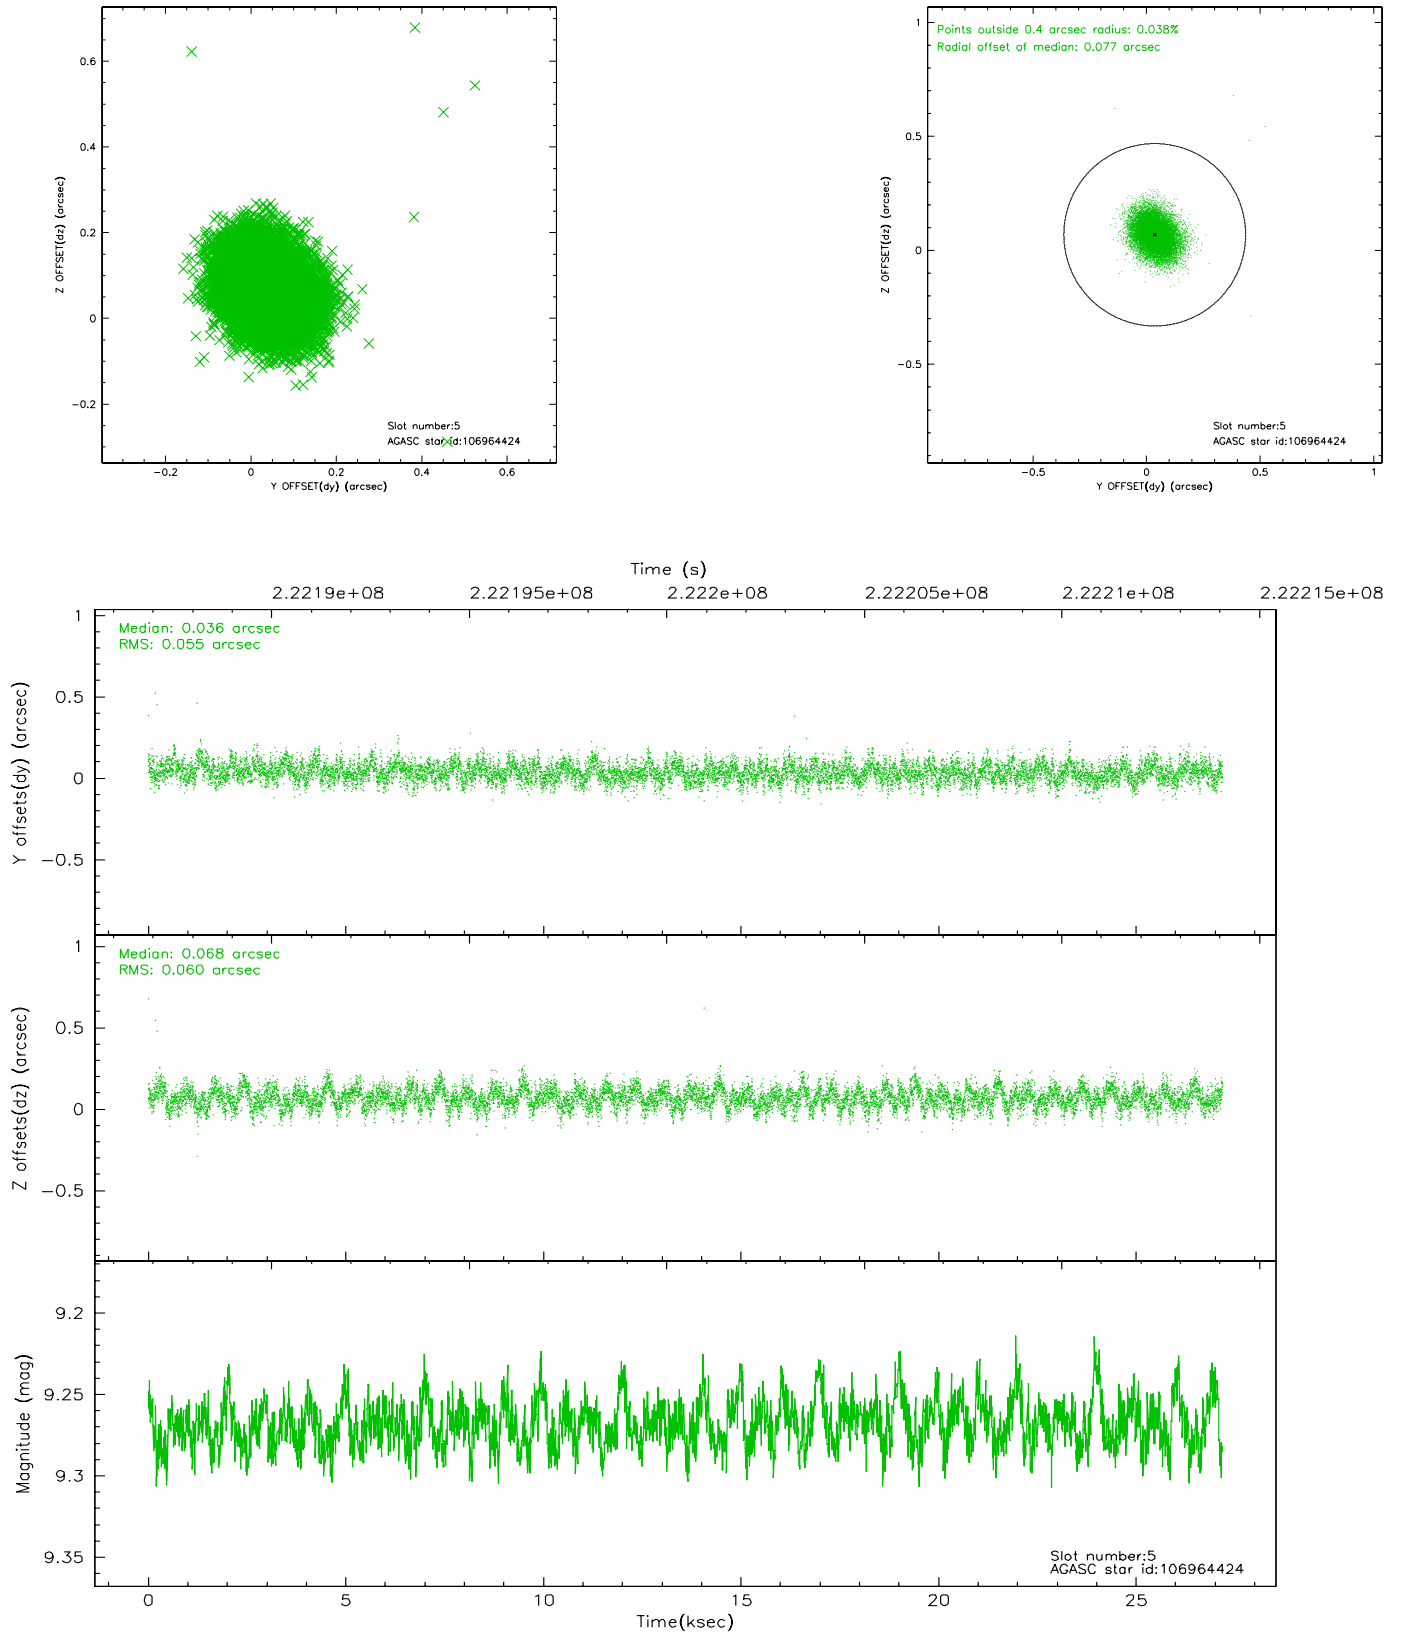 0.6
0.4
0.2
0
−0.2
Z OFFSET(dz) (arcsec)
Slot number:5
AGASC star id:106964424
−0.2 0 0.2 0.4 0.6
Y OFFSET(dy) (arcsec)
Points outside 0.4 arcsec radius: 0.038%
Radial offset of median: 0.077 arcsec
1
0.5
0
−0.5
Z OFFSET(dz) (arcsec)
Slot number:5
AGASC star id:106964424
−0.5 0 0.5 1
Y OFFSET(dy) (arcsec)
Time (s)
2.2219e+08 2.22195e+08 2.222e+08 2.22205e+08 2.2221e+08 2.22215e+08
Median: 0.036 arcsec
RMS: 0.055 arcsec
1
0.5
0
−0.5
Y offsets(dy) (arcsec)
Median: 0.068 arcsec
RMS: 0.060 arcsec
1
0.5
0
−0.5
Z offsets(dz) (arcsec)
9.2
9.25
9.3
9.35
Magnitude (mag)
Slot number:5
AGASC star id:106964424
0 5 10 15 20 25
Time(ksec)